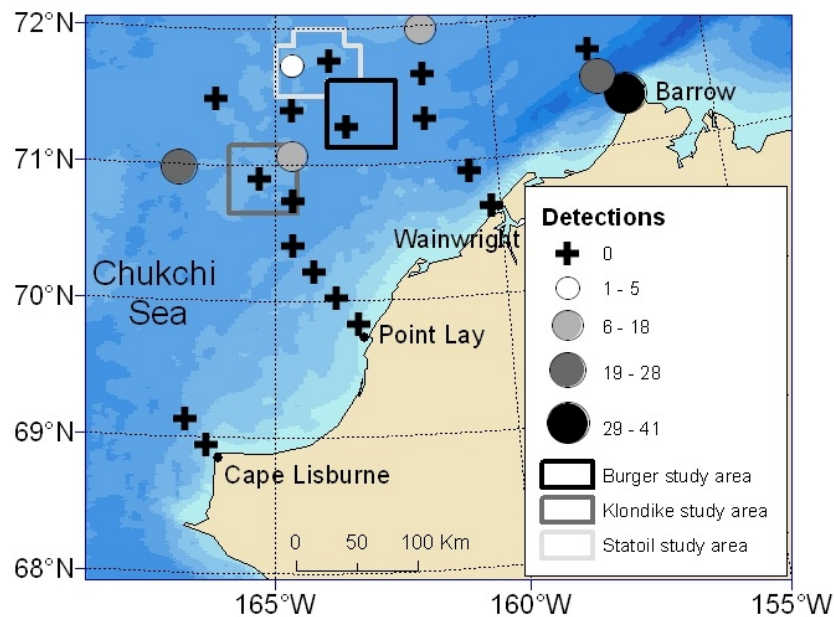 72°N
71°N
70°N
69°N
68°N
165°W
160°W
155°W
Barrow
Wainwright
Chukchi
Sea
Point Lay
Cape Lisburne
0 50 100 Km
Detections
0
1 - 5
6 - 18
19 - 28
29 - 41
Burger study area
Klondike study area
Statoil study area